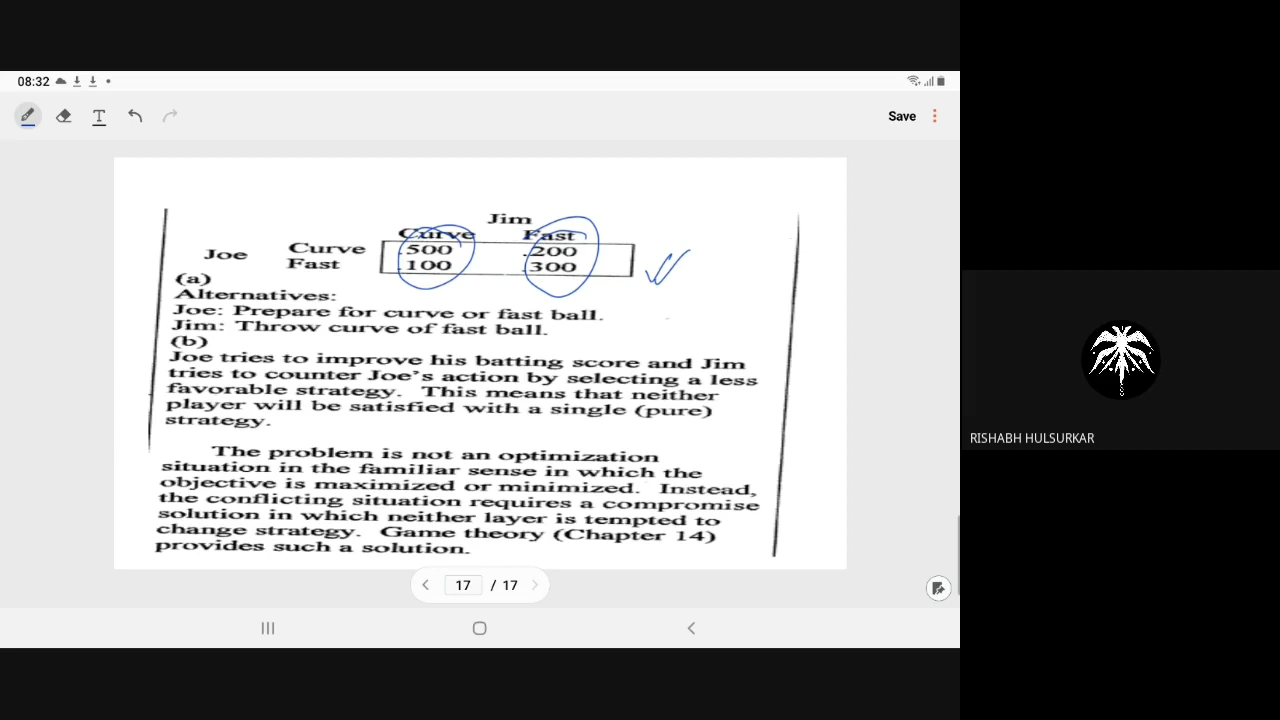 08:32
Save
Jim
Curve Fast
Joe Curve .500 .200
Fast .100 .300
(a)
Alternatives:
Joe: Prepare for curve or fast ball.
Jim: Throw curve of fast ball.
(b)
Joe tries to improve his batting score and Jim
tries to counter Joe's action by selecting a less
favorable strategy. This means that neither
player will be satisfied with a single (pure)
strategy.
The problem is not an optimization
situation in the familiar sense in which the
objective is maximized or minimized. Instead,
the conflicting situation requires a compromise
solution in which neither layer is tempted to
change strategy. Game theory (Chapter 14)
provides such a solution.
17 / 17
RISHABH HULSURKAR